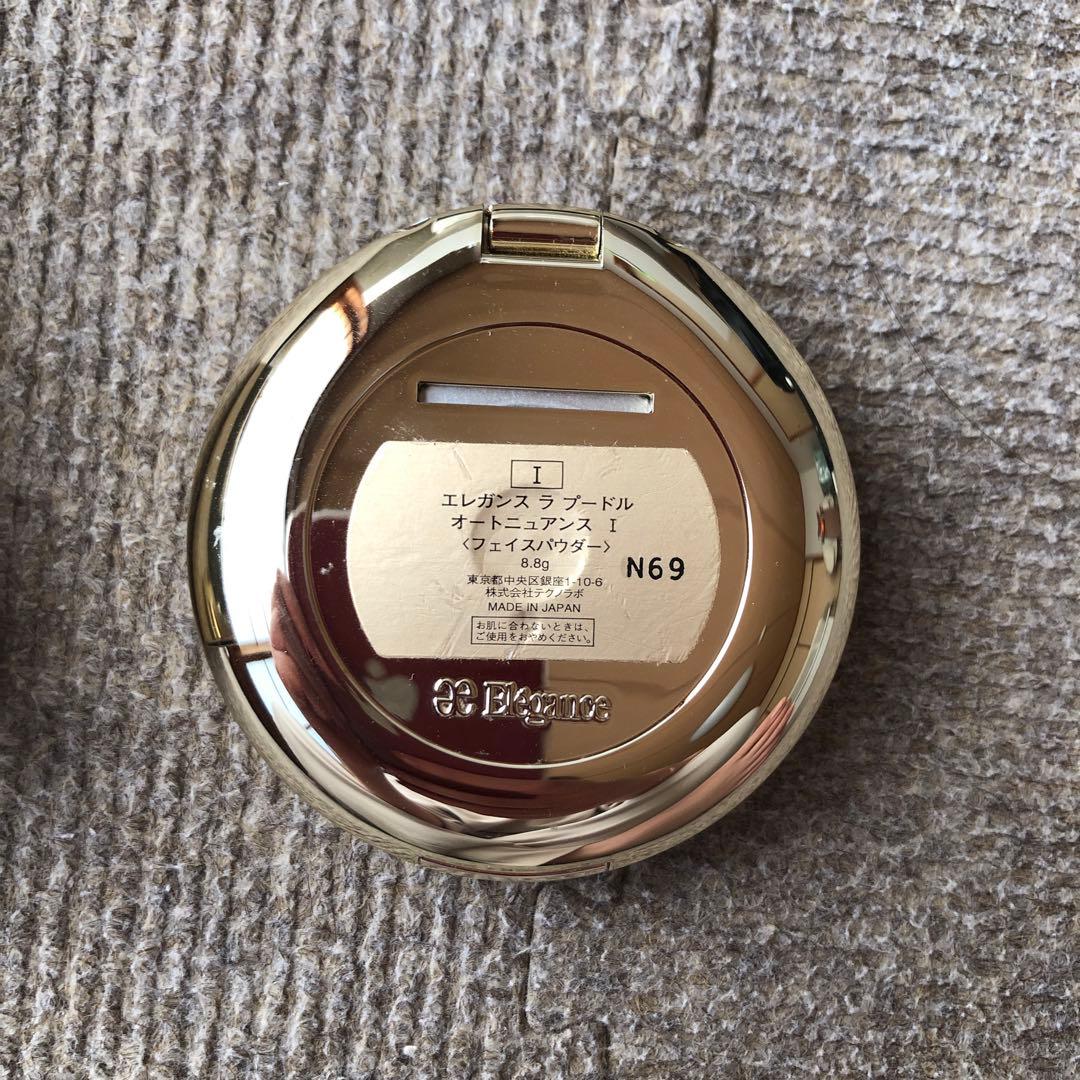 I
エレガンス ラ プードル
オートニュアンス I
〈フェイスパウダー〉
8.8g
N69
東京都中央区銀座1-10-6
株式会社テクノラボ
MADE IN JAPAN
お肌に合わないときは、
ご使用をおやめください。
Elégance